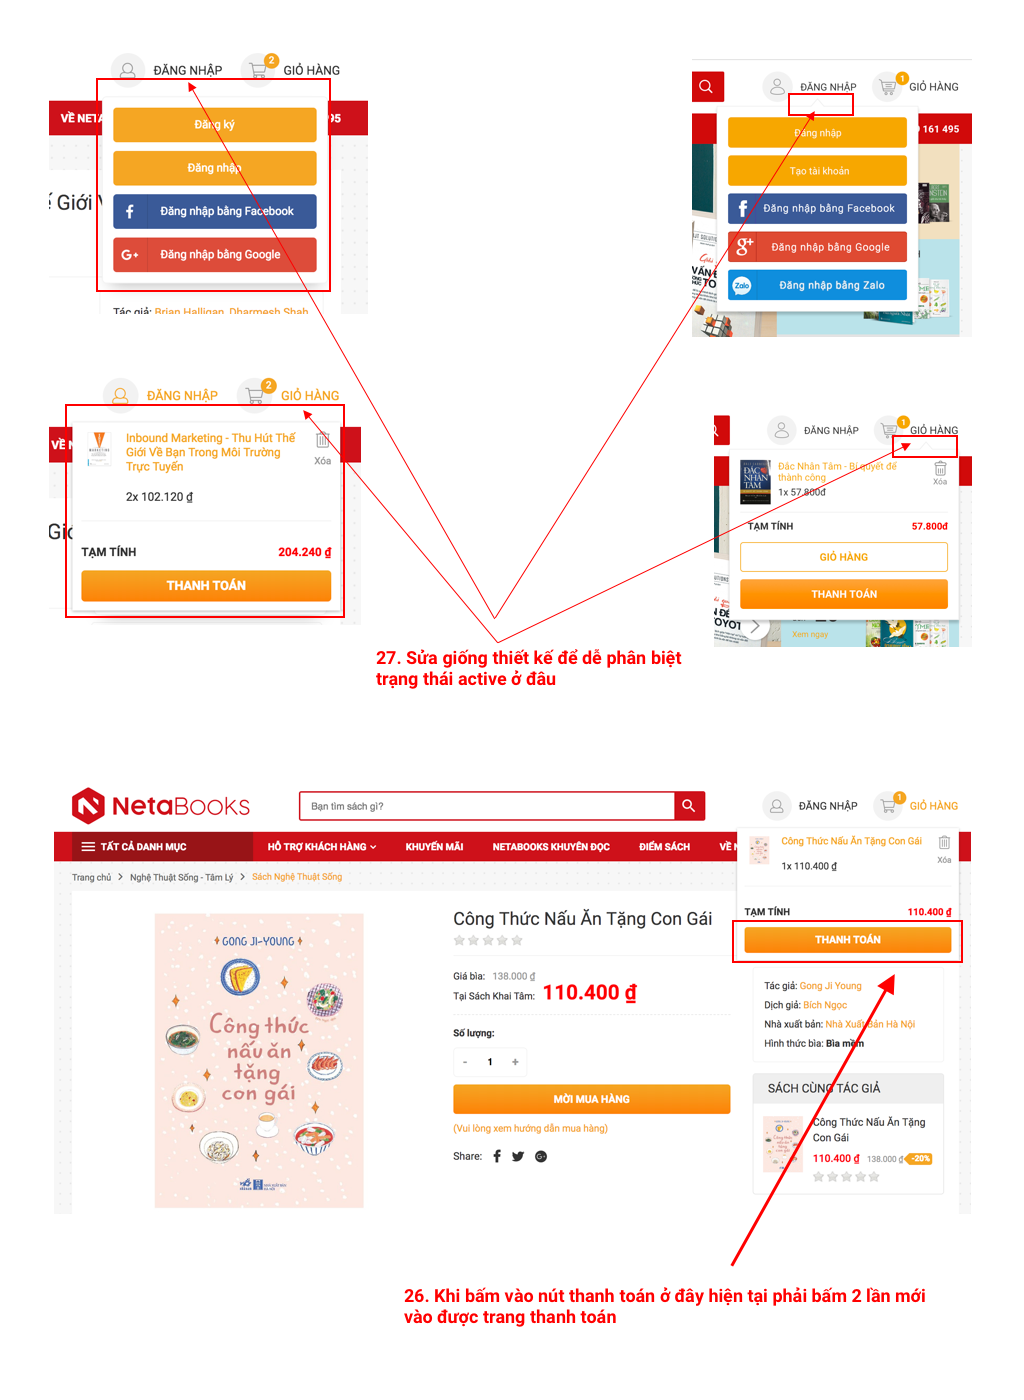 2
ĐĂNG NHẬP
GIỎ HÀNG
VỀ NETA
95
Đăng ký
Đăng nhập
ế Giới V
Đăng nhập bằng Facebook
Đăng nhập bằng Google
Tác giả: Brian Halligan, Dharmesh Shah
1
ĐĂNG NHẬP
GIỎ HÀNG
161 495
Đăng nhập
Tạo tài khoản
Đăng nhập bằng Facebook
Đăng nhập bằng Google
Zalo
Đăng nhập bằng Zalo
2
ĐĂNG NHẬP
GIỎ HÀNG
VỀ N
Inbound Marketing - Thu Hút Thế
Giới Về Bạn Trong Môi Trường
Trực Tuyến
Xóa
2x 102.120 ₫
Giớ
TẠM TÍNH
204.240 ₫
THANH TOÁN
1
ĐĂNG NHẬP
GIỎ HÀNG
ĐẮC
NHÂN
TÂM
Đắc Nhân Tâm - Bí quyết để
thành công
1x 57.800đ
Xóa
TẠM TÍNH
57.800đ
GIỎ HÀNG
THANH TOÁN
Xem ngay
27. Sửa giống thiết kế để dễ phân biệt
trạng thái active ở đâu
NetaBooks
Bạn tìm sách gì?
ĐĂNG NHẬP
1
GIỎ HÀNG
TẤT CẢ DANH MỤC
HỖ TRỢ KHÁCH HÀNG
KHUYẾN MÃI
NETABOOKS KHUYÊN ĐỌC
ĐIỂM SÁCH
VỀ N
Công Thức Nấu Ăn Tặng Con Gái
Xóa
1x 110.400 ₫
TẠM TÍNH
110.400 ₫
THANH TOÁN
Trang chủ > Nghệ Thuật Sống - Tâm Lý > Sách Nghệ Thuật Sống
GONG JI-YOUNG
Công thức
nấu ăn
tặng
con gái
Công Thức Nấu Ăn Tặng Con Gái
Giá bìa: 138.000 ₫
Tại Sách Khai Tâm: 110.400 ₫
Số lượng:
- 1 +
MỜI MUA HÀNG
(Vui lòng xem hướng dẫn mua hàng)
Share:
Tác giả: Gong Ji Young
Dịch giả: Bích Ngọc
Nhà xuất bản: Nhà Xuất Bản Hà Nội
Hình thức bìa: Bìa mềm
SÁCH CÙNG TÁC GIẢ
Công Thức Nấu Ăn Tặng
Con Gái
110.400 ₫ 138.000 ₫ -20%
26. Khi bấm vào nút thanh toán ở đây hiện tại phải bấm 2 lần mới
vào được trang thanh toán